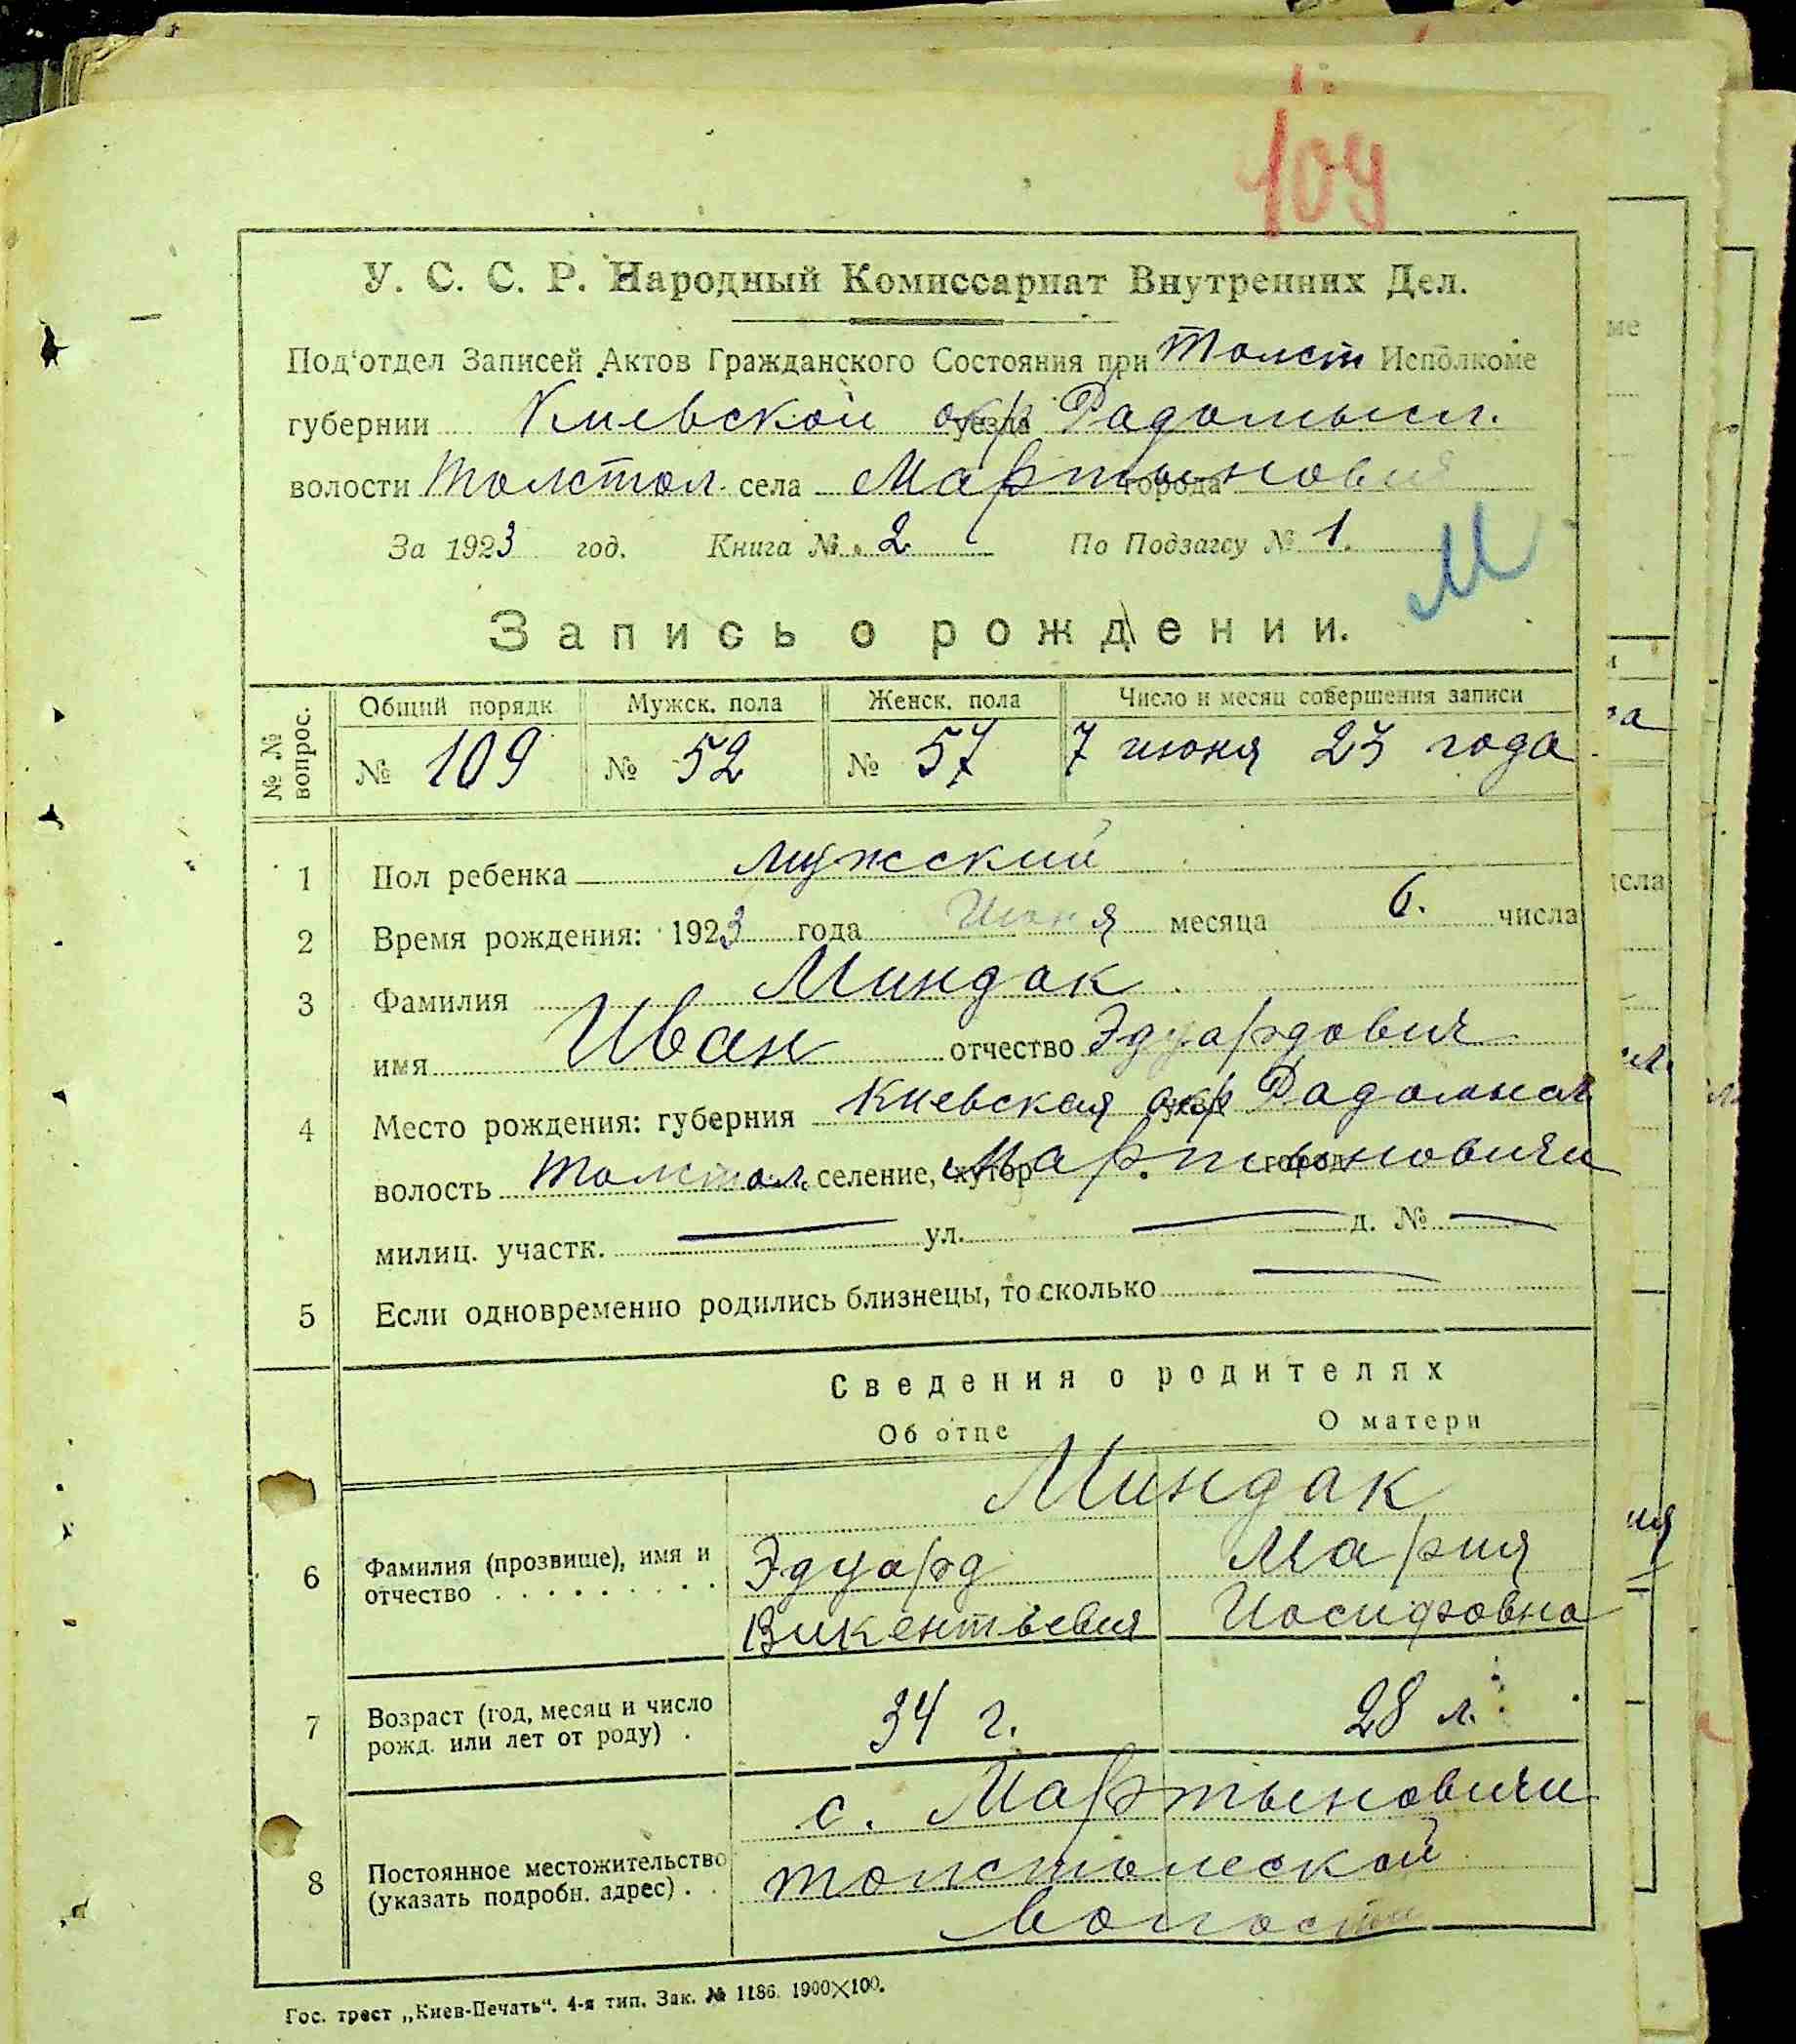 109
У. С. С. Р. Народный Комиссариат Внутренних Дел.
Под'отдел Записей Актов Гражданского Состояния при Толст Исполкоме
губернии Киевской окр уезда Радомысл.
волости Толстол. села Мартынови города
За 1923 год. Книга №. 2 По Подзагсу № 1.
М
Запись о рождении.
№ № вопрос. Общий порядк Мужск. пола Женск. пола Число и месяц совершения записи
№ 109 № 52 № 57 7 июня 23 года
1 Пол ребенка мужский
2 Время рождения: 1923 года Июня месяца 6. числа
3 Фамилия Миндак
имя Иван отчество Эдуардович
4 Место рождения: губерния Киевская окр Радомысл
волость Толстол. селение, хутор Мартыновичи город
милиц. участк. — ул. — д. № —
5 Если одновременно родились близнецы, то сколько —
Сведения о родителях
Об отце О матери
Миндак
6 Фамилия (прозвище), имя и Эдуард Мария
отчество . . . . . . . . Викентьевич Иосифовна
7 Возраст (год, месяц и число 34 г. 28 л.
рожд. или лет от роду) .
с. Мартыновичи
8 Постоянное местожительство толстолеской
(указать подробн. адрес) . . волости
Гос. трест „Киев-Печать“. 4-я тип. Зак. № 1186. 1900×100.